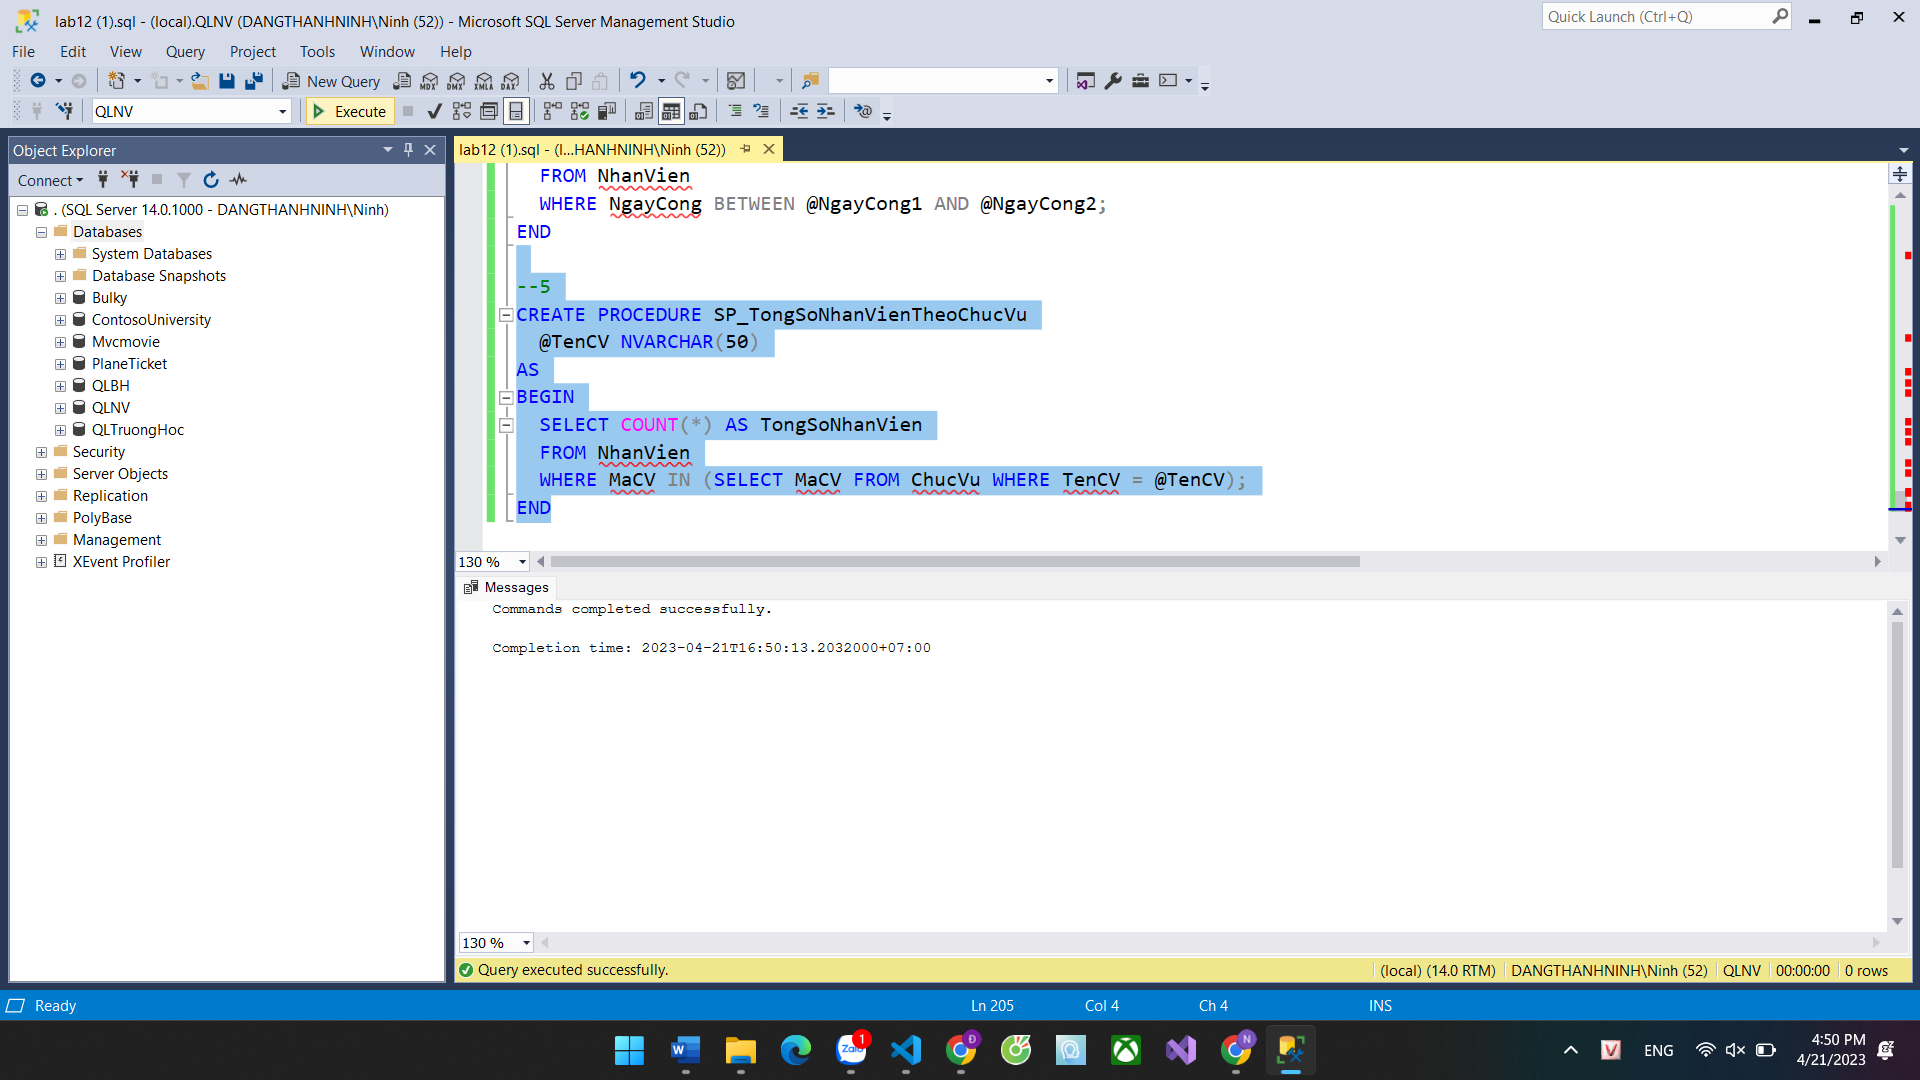 lab12 (1).sql - (local).QLNV (DANGTHANHNINH\Ninh (52)) - Microsoft SQL Server Management Studio
Quick Launch (Ctrl+Q)
File Edit View Query Project Tools Window Help
New Query
MDX DMX XMLA DAX
QLNV
Execute
Object Explorer
lab12 (1).sql - (l...HANHNINH\Ninh (52))
Connect
. (SQL Server 14.0.1000 - DANGTHANHNINH\Ninh)
Databases
System Databases
Database Snapshots
Bulky
ContosoUniversity
Mvcmovie
PlaneTicket
QLBH
QLNV
QLTruongHoc
Security
Server Objects
Replication
PolyBase
Management
XEvent Profiler
FROM NhanVien
WHERE NgayCong BETWEEN @NgayCong1 AND @NgayCong2;
END
--5
CREATE PROCEDURE SP_TongSoNhanVienTheoChucVu
@TenCV NVARCHAR(50)
AS
BEGIN
SELECT COUNT(*) AS TongSoNhanVien
FROM NhanVien
WHERE MaCV IN (SELECT MaCV FROM ChucVu WHERE TenCV = @TenCV);
END
130 %
Messages
Commands completed successfully.
Completion time: 2023-04-21T16:50:13.2032000+07:00
130 %
Query executed successfully.
(local) (14.0 RTM) DANGTHANHNINH\Ninh (52) QLNV 00:00:00 0 rows
Ready
Ln 205 Col 4 Ch 4 INS
Zalo
1
Đ
N
V
ENG
4:50 PM
4/21/2023